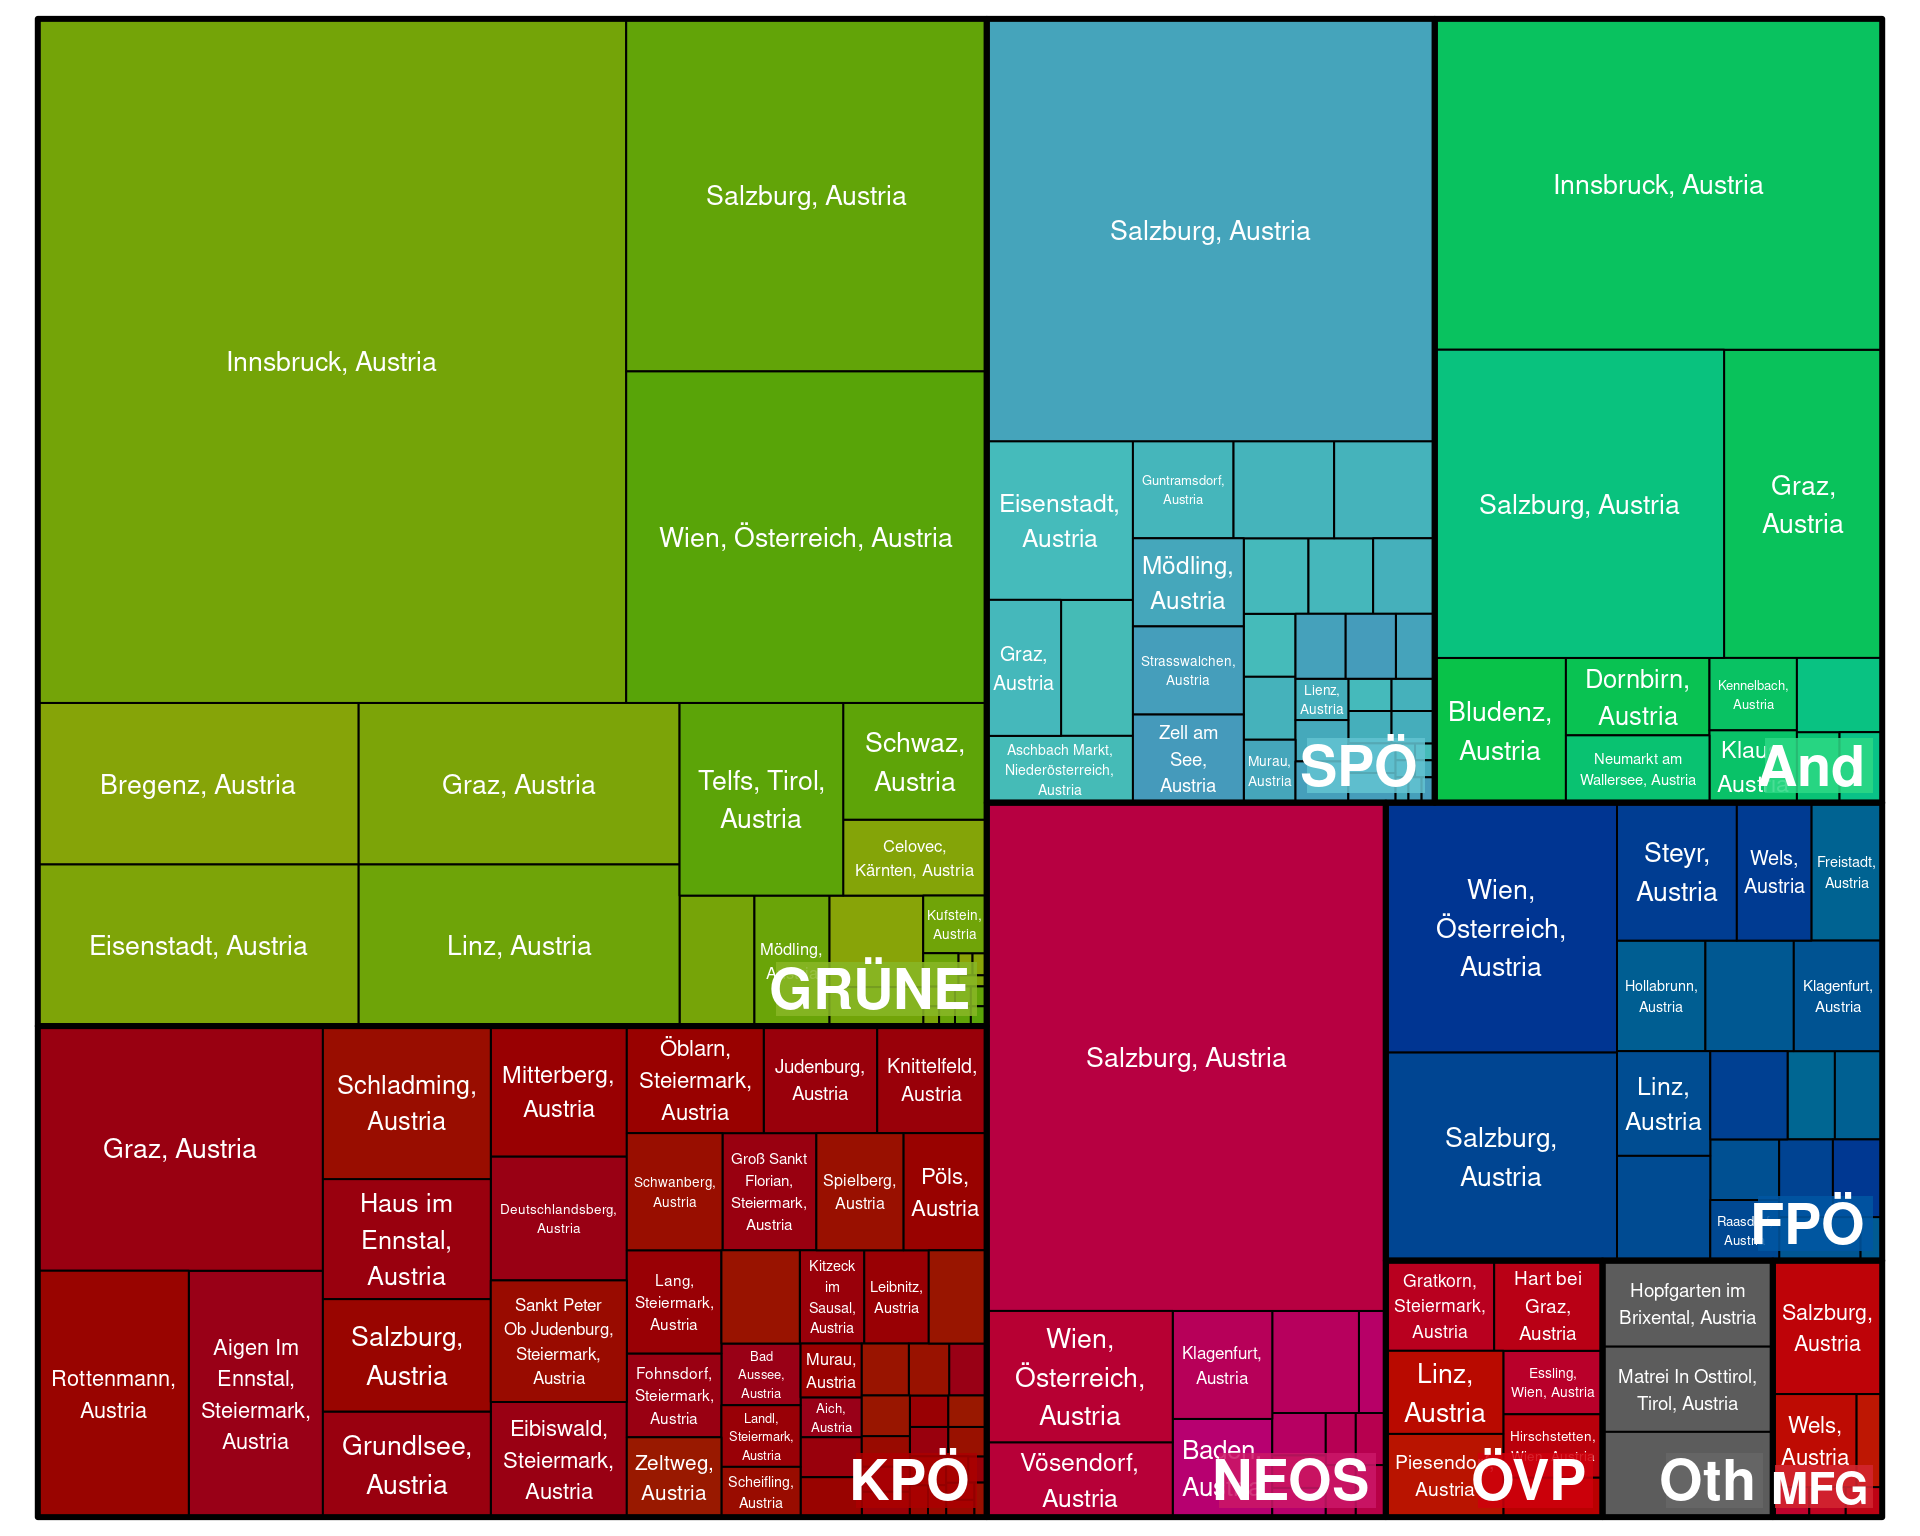 Innsbruck, Austria
Salzburg, Austria
Wien, Österreich, Austria
Bregenz, Austria
Graz, Austria
Telfs, Tirol,
Austria
Schwaz,
Austria
Celovec,
Kärnten, Austria
Eisenstadt, Austria
Linz, Austria
Mödling,
Kufstein,
Austria
GRÜNE
Salzburg, Austria
Eisenstadt,
Austria
Guntramsdorf,
Austria
Mödling,
Austria
Graz,
Austria
Strasswalchen,
Austria
Lienz,
Austria
Aschbach Markt,
Niederösterreich,
Austria
Zell am
See,
Austria
Murau,
Austria
SPÖ
Innsbruck, Austria
Salzburg, Austria
Graz,
Austria
Bludenz,
Austria
Dornbirn,
Austria
Kennelbach,
Austria
Neumarkt am
Wallersee, Austria
Klaus
Austria
And
Graz, Austria
Schladming,
Austria
Mitterberg,
Austria
Öblarn,
Steiermark,
Austria
Judenburg,
Austria
Knittelfeld,
Austria
Haus im
Ennstal,
Austria
Deutschlandsberg,
Austria
Schwanberg,
Austria
Groß Sankt
Florian,
Steiermark,
Austria
Spielberg,
Austria
Pöls,
Austria
Rottenmann,
Austria
Aigen Im
Ennstal,
Steiermark,
Austria
Salzburg,
Austria
Sankt Peter
Ob Judenburg,
Steiermark,
Austria
Lang,
Steiermark,
Austria
Kitzeck
im
Sausal,
Austria
Leibnitz,
Austria
Grundlsee,
Austria
Eibiswald,
Steiermark,
Austria
Fohnsdorf,
Steiermark,
Austria
Bad
Aussee,
Austria
Murau,
Austria
Aich,
Austria
Zeltweg,
Austria
Landl,
Steiermark,
Austria
Scheifling,
Austria
KPÖ
Salzburg, Austria
Wien,
Österreich,
Austria
Klagenfurt,
Austria
Vösendorf,
Austria
Baden,
Austria
NEOS
Wien,
Österreich,
Austria
Steyr,
Austria
Wels,
Austria
Freistadt,
Austria
Hollabrunn,
Austria
Klagenfurt,
Austria
Salzburg,
Austria
Linz,
Austria
Austria
FPÖ
Gratkorn,
Steiermark,
Austria
Hart bei
Graz,
Austria
Linz,
Austria
Essling,
Wien, Austria
Hirschstetten,
Wien, Austria
Piesendorf,
Austria
ÖVP
Hopfgarten im
Brixental, Austria
Matrei In Osttirol,
Tirol, Austria
Oth
Salzburg,
Austria
Wels,
Austria
MFG